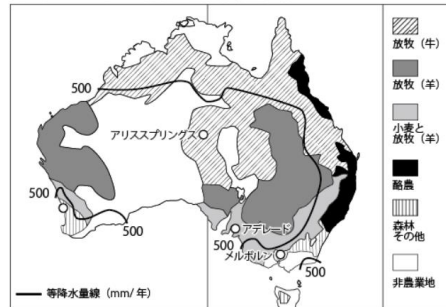 500
アリススプリングス
500
500
アデレード
500
メルボルン
500
等降水量線（mm/年）
放牧（牛）
放牧（羊）
小麦と
放牧（羊）
酪農
森林
その他
非農業地